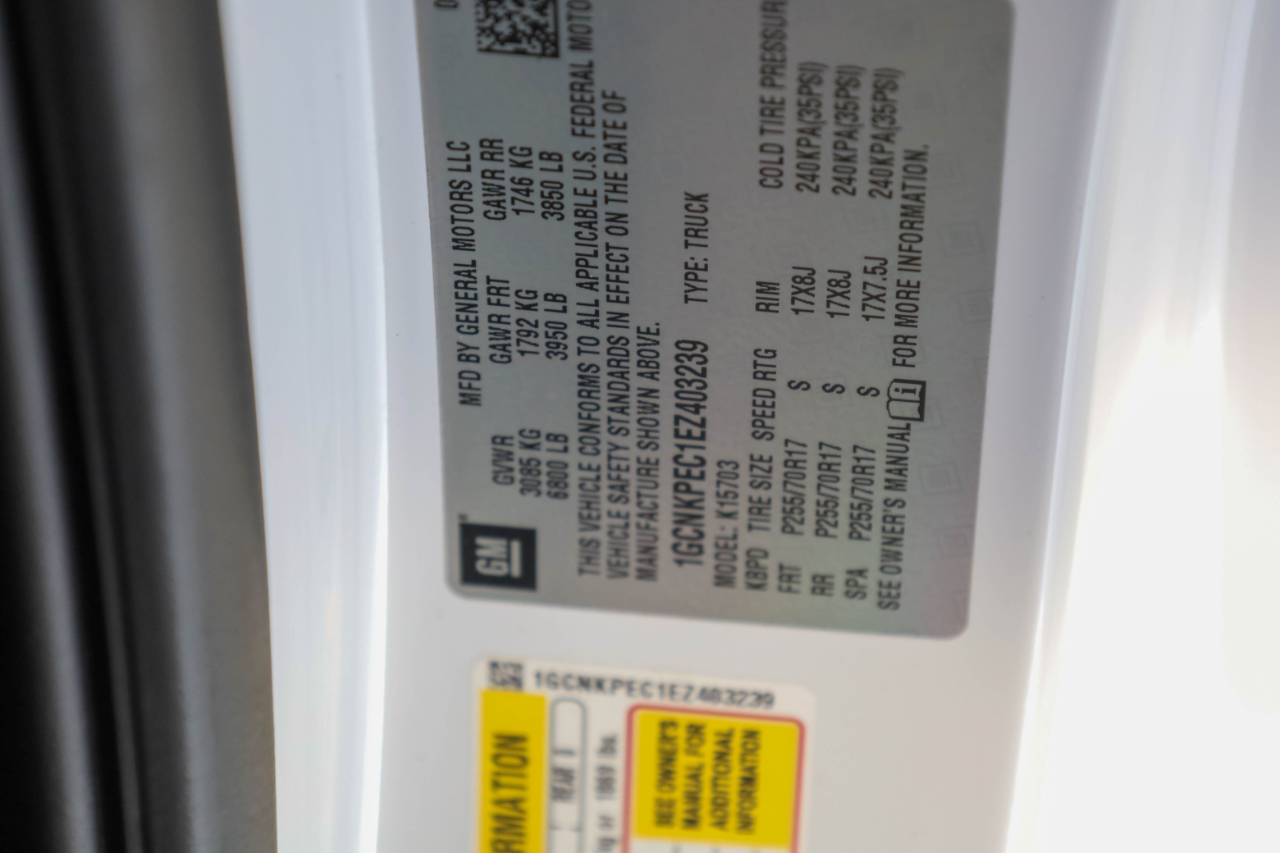 GM
MFD BY GENERAL MOTORS LLC
GVWR GAWR FRT GAWR RR
3085 KG 1792 KG 1746 KG
6800 LB 3950 LB 3850 LB
THIS VEHICLE CONFORMS TO ALL APPLICABLE U.S. FEDERAL MOTO
VEHICLE SAFETY STANDARDS IN EFFECT ON THE DATE OF
MANUFACTURE SHOWN ABOVE.
1GCNKPEC1EZ403239 TYPE: TRUCK
MODEL: K15703
KBPD TIRE SIZE SPEED RTG RIM COLD TIRE PRESSUR
FRT P255/70R17 S 17X8J 240KPA(35PSI)
RR P255/70R17 S 17X8J 240KPA(35PSI)
SPA P255/70R17 S 17X7.5J 240KPA(35PSI)
SEE OWNER'S MANUAL FOR MORE INFORMATION.
1GCNKPEC1EZ403239
RMATION
REAR
SEE OWNER'S
MANUAL FOR
ADDITIONAL
INFORMATION